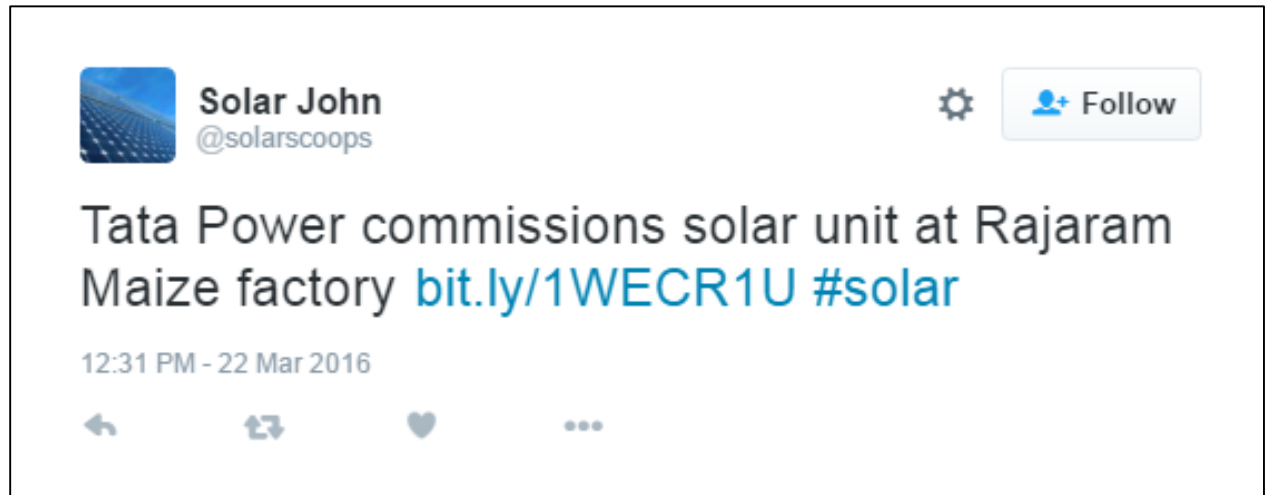 Solar John
@solarscoops
Follow
Tata Power commissions solar unit at Rajaram
Maize factory bit.ly/1WECR1U #solar
12:31 PM - 22 Mar 2016